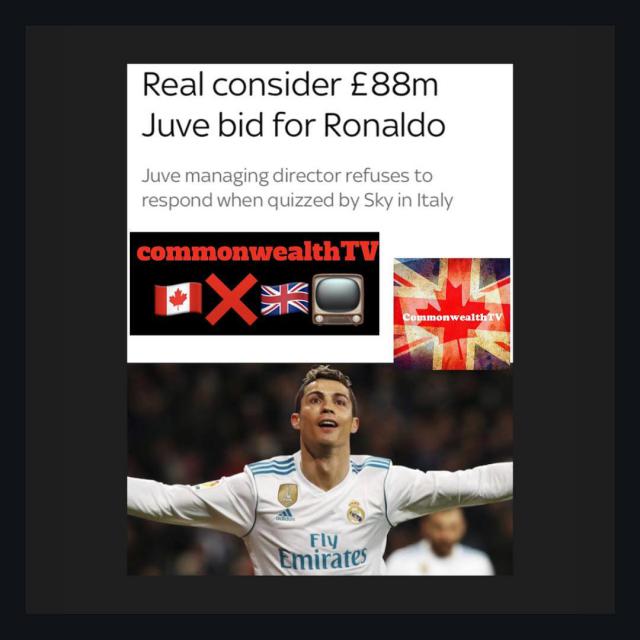 Real consider £88m
Juve bid for Ronaldo
Juve managing director refuses to
respond when quizzed by Sky in Italy
commonwealthTV
CommonwealthTV
adidas
Fly
Emirates